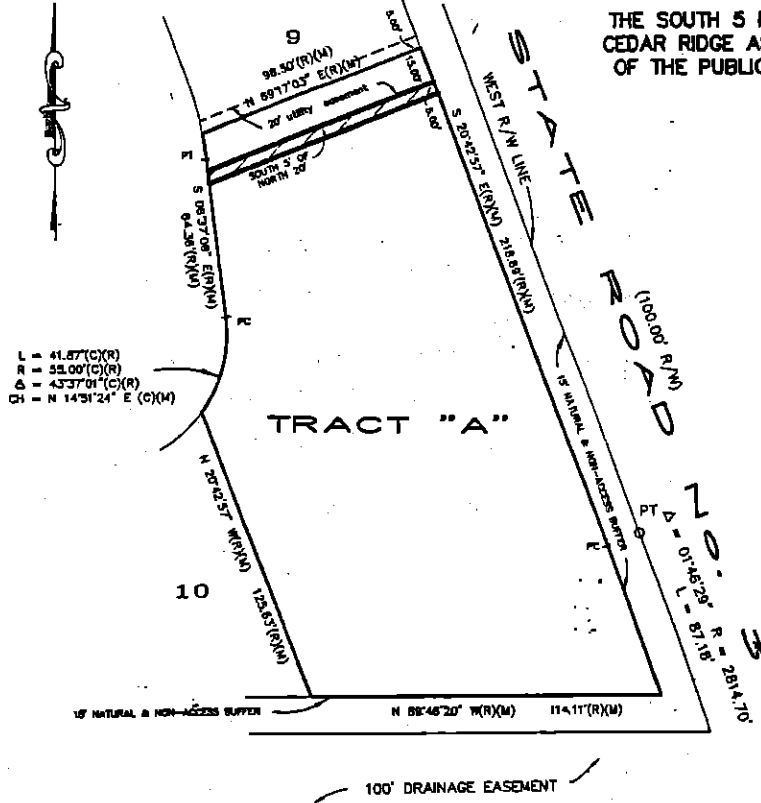 THE SOUTH 5
CEDAR RIDGE AS
OF THE PUBLIC
9
5.00'
98.50'(R)(M)
N 69°17'03" E(R)(M)
15.00'
20' utility easement
5.00'
SOUTH 5' OF
NORTH 20'
PT
S 06°37'06" E(R)(M)
64.36'(R)(M)
PC
L = 41.87'(C)(R)
R = 55.00'(C)(R)
Δ = 43°37'01"(C)(R)
CH = N 14°51'24" E (C)(M)
S 20°42'57" E(R)(M) 218.89'(R)(M)
WEST R/W LINE
STATE ROAD NO. 3
(100.00' R/W)
TRACT "A"
15' NATURAL & NON-ACCESS BUFFER
PT
PC
Δ = 01°46'29" R = 2814.70'
L = 87.18'
N 20°42'57" W(R)(M) 125.63'(R)(M)
10
15' NATURAL & NON-ACCESS BUFFER
N 89°46'20" W(R)(M) 114.11'(R)(M)
100' DRAINAGE EASEMENT